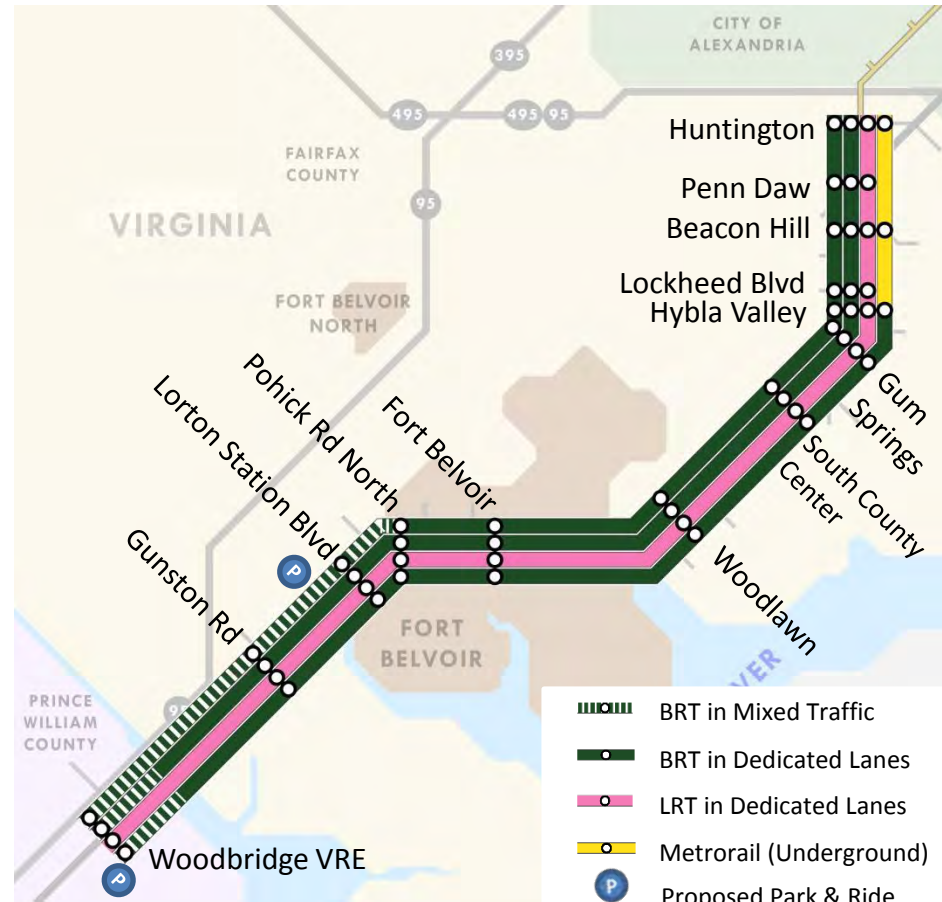 CITY OF
ALEXANDRIA
395
495
495 95
Huntington
FAIRFAX
COUNTY
Penn Daw
95
VIRGINIA
Beacon Hill
Lockheed Blvd
FORT BELVOIR
NORTH
Hybla Valley
Gum
Springs
South County
Center
Pohick Rd North
Fort Belvoir
Lorton Station Blvd
Woodlawn
Gunston Rd
P
FORT
BELVOIR
VER
PRINCE
WILLIAM
COUNTY
95
BRT in Mixed Traffic
BRT in Dedicated Lanes
LRT in Dedicated Lanes
Metrorail (Underground)
Woodbridge VRE
P
P
Proposed Park & Ride